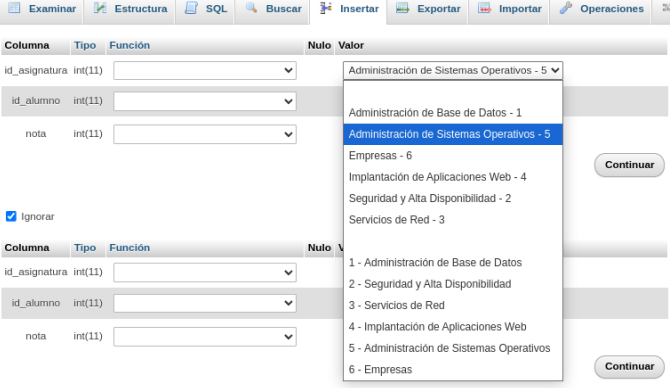 Examinar Estructura SQL Buscar Insertar Exportar Importar Operaciones
Columna Tipo Función Nulo Valor
id_asignatura int(11) Administración de Sistemas Operativos - 5
id_alumno int(11)
Administración de Base de Datos - 1
nota int(11)
Administración de Sistemas Operativos - 5
Empresas - 6
Continuar
Implantación de Aplicaciones Web - 4
Seguridad y Alta Disponibilidad - 2
Ignorar
Servicios de Red - 3
Columna Tipo Función Nulo
1 - Administración de Base de Datos
id_asignatura int(11)
2 - Seguridad y Alta Disponibilidad
id_alumno int(11)
3 - Servicios de Red
4 - Implantación de Aplicaciones Web
nota int(11)
5 - Administración de Sistemas Operativos
6 - Empresas
Continuar